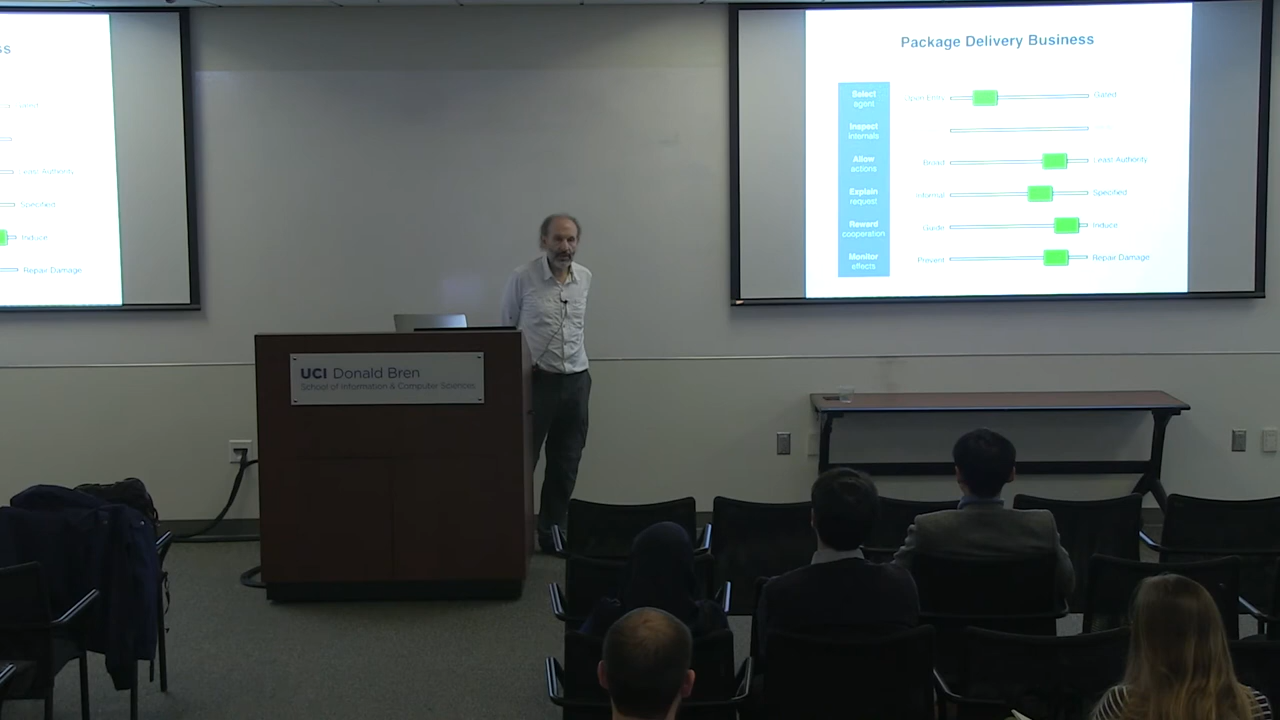 Package Delivery Business
Select
agent
Open Entry
Gated
Inspect
internals
Allow
actions
Broad
Least Authority
Explain
request
Informal
Specified
Reward
cooperation
Guide
Induce
Monitor
effects
Prevent
Repair Damage
Least Authority
Specified
Induce
Repair Damage
UCI Donald Bren
School of Information & Computer Sciences